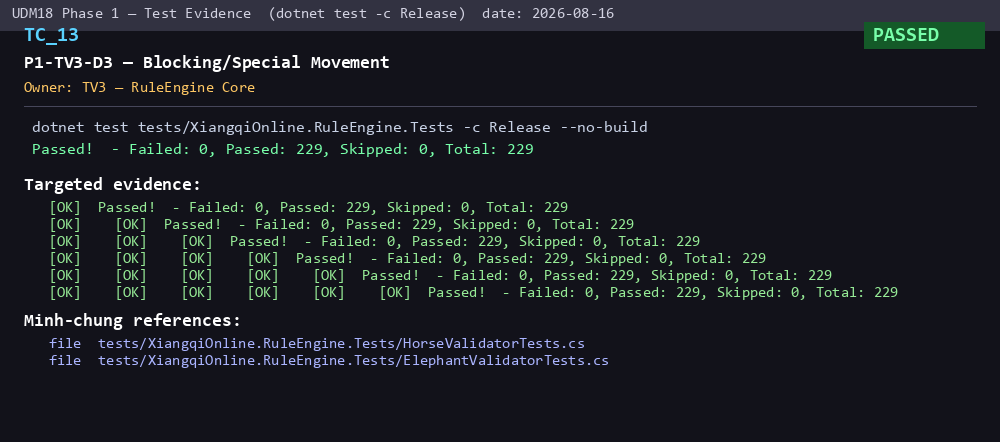 UDM18 Phase 1 — Test Evidence  (dotnet test -c Release)  date: 2026-08-16
TC_13
PASSED
P1-TV3-D3 — Blocking/Special Movement
Owner: TV3 — RuleEngine Core
dotnet test tests/XiangqiOnline.RuleEngine.Tests -c Release --no-build
Passed!  - Failed: 0, Passed: 229, Skipped: 0, Total: 229
Targeted evidence:
[OK]  Passed!  - Failed: 0, Passed: 229, Skipped: 0, Total: 229
[OK]    [OK]  Passed!  - Failed: 0, Passed: 229, Skipped: 0, Total: 229
[OK]    [OK]    [OK]  Passed!  - Failed: 0, Passed: 229, Skipped: 0, Total: 229
[OK]    [OK]    [OK]    [OK]  Passed!  - Failed: 0, Passed: 229, Skipped: 0, Total: 229
[OK]    [OK]    [OK]    [OK]    [OK]  Passed!  - Failed: 0, Passed: 229, Skipped: 0, Total: 229
[OK]    [OK]    [OK]    [OK]    [OK]    [OK]  Passed!  - Failed: 0, Passed: 229, Skipped: 0, Total: 229
Minh-chung references:
file  tests/XiangqiOnline.RuleEngine.Tests/HorseValidatorTests.cs
file  tests/XiangqiOnline.RuleEngine.Tests/ElephantValidatorTests.cs